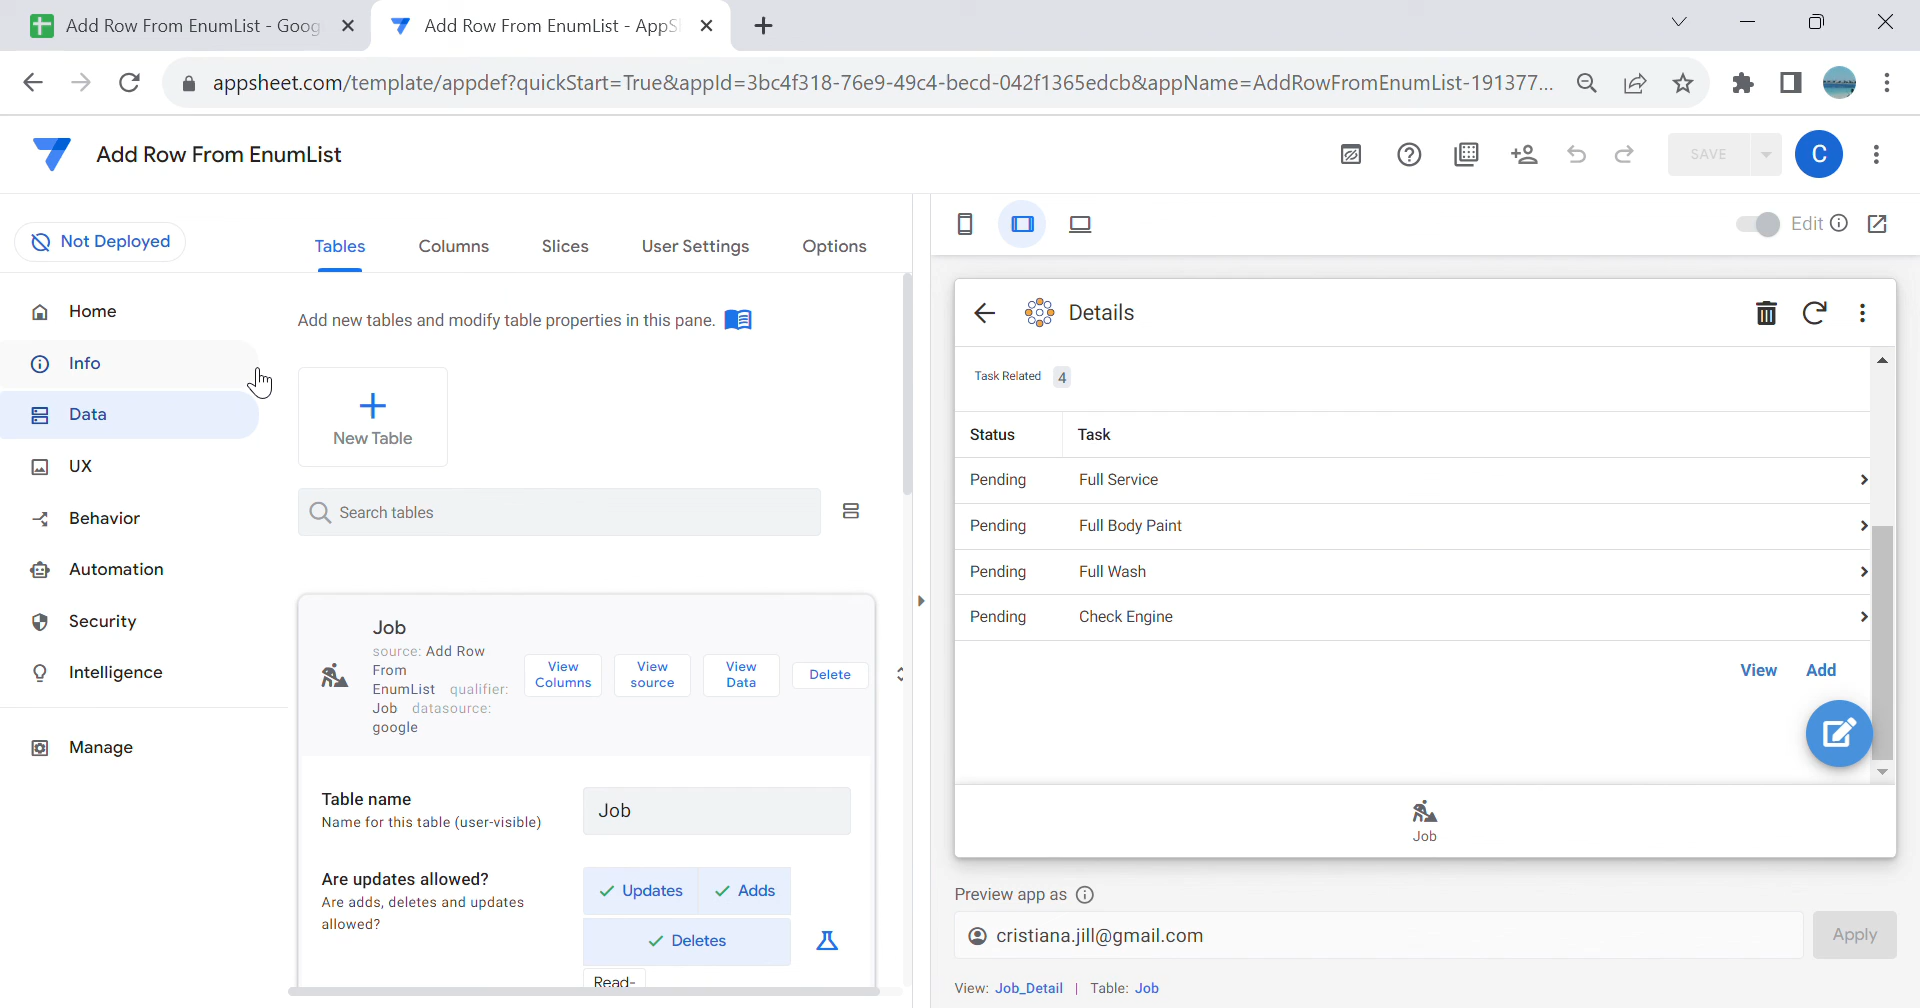 Add Row From EnumList - Goog
Add Row From EnumList - AppS
appsheet.com/template/appdef?quickStart=True&appId=3bc4f318-76e9-49c4-becd-042f1365edcb&appName=AddRowFromEnumList-191377...
Add Row From EnumList
SAVE
C
Not Deployed
Tables
Columns
Slices
User Settings
Options
Edit
Home
Info
Data
UX
Behavior
Automation
Security
Intelligence
Manage
Add new tables and modify table properties in this pane.
New Table
Search tables
Job
source: Add Row
From
EnumList qualifier:
Job datasource:
google
View
Columns
View
source
View
Data
Delete
Table name
Name for this table (user-visible)
Job
Are updates allowed?
Are adds, deletes and updates
allowed?
Updates
Adds
Deletes
Read-
Details
Task Related 4
Status Task
Pending Full Service
Pending Full Body Paint
Pending Full Wash
Pending Check Engine
View Add
Job
Preview app as
cristiana.jill@gmail.com
Apply
View: Job_Detail | Table: Job